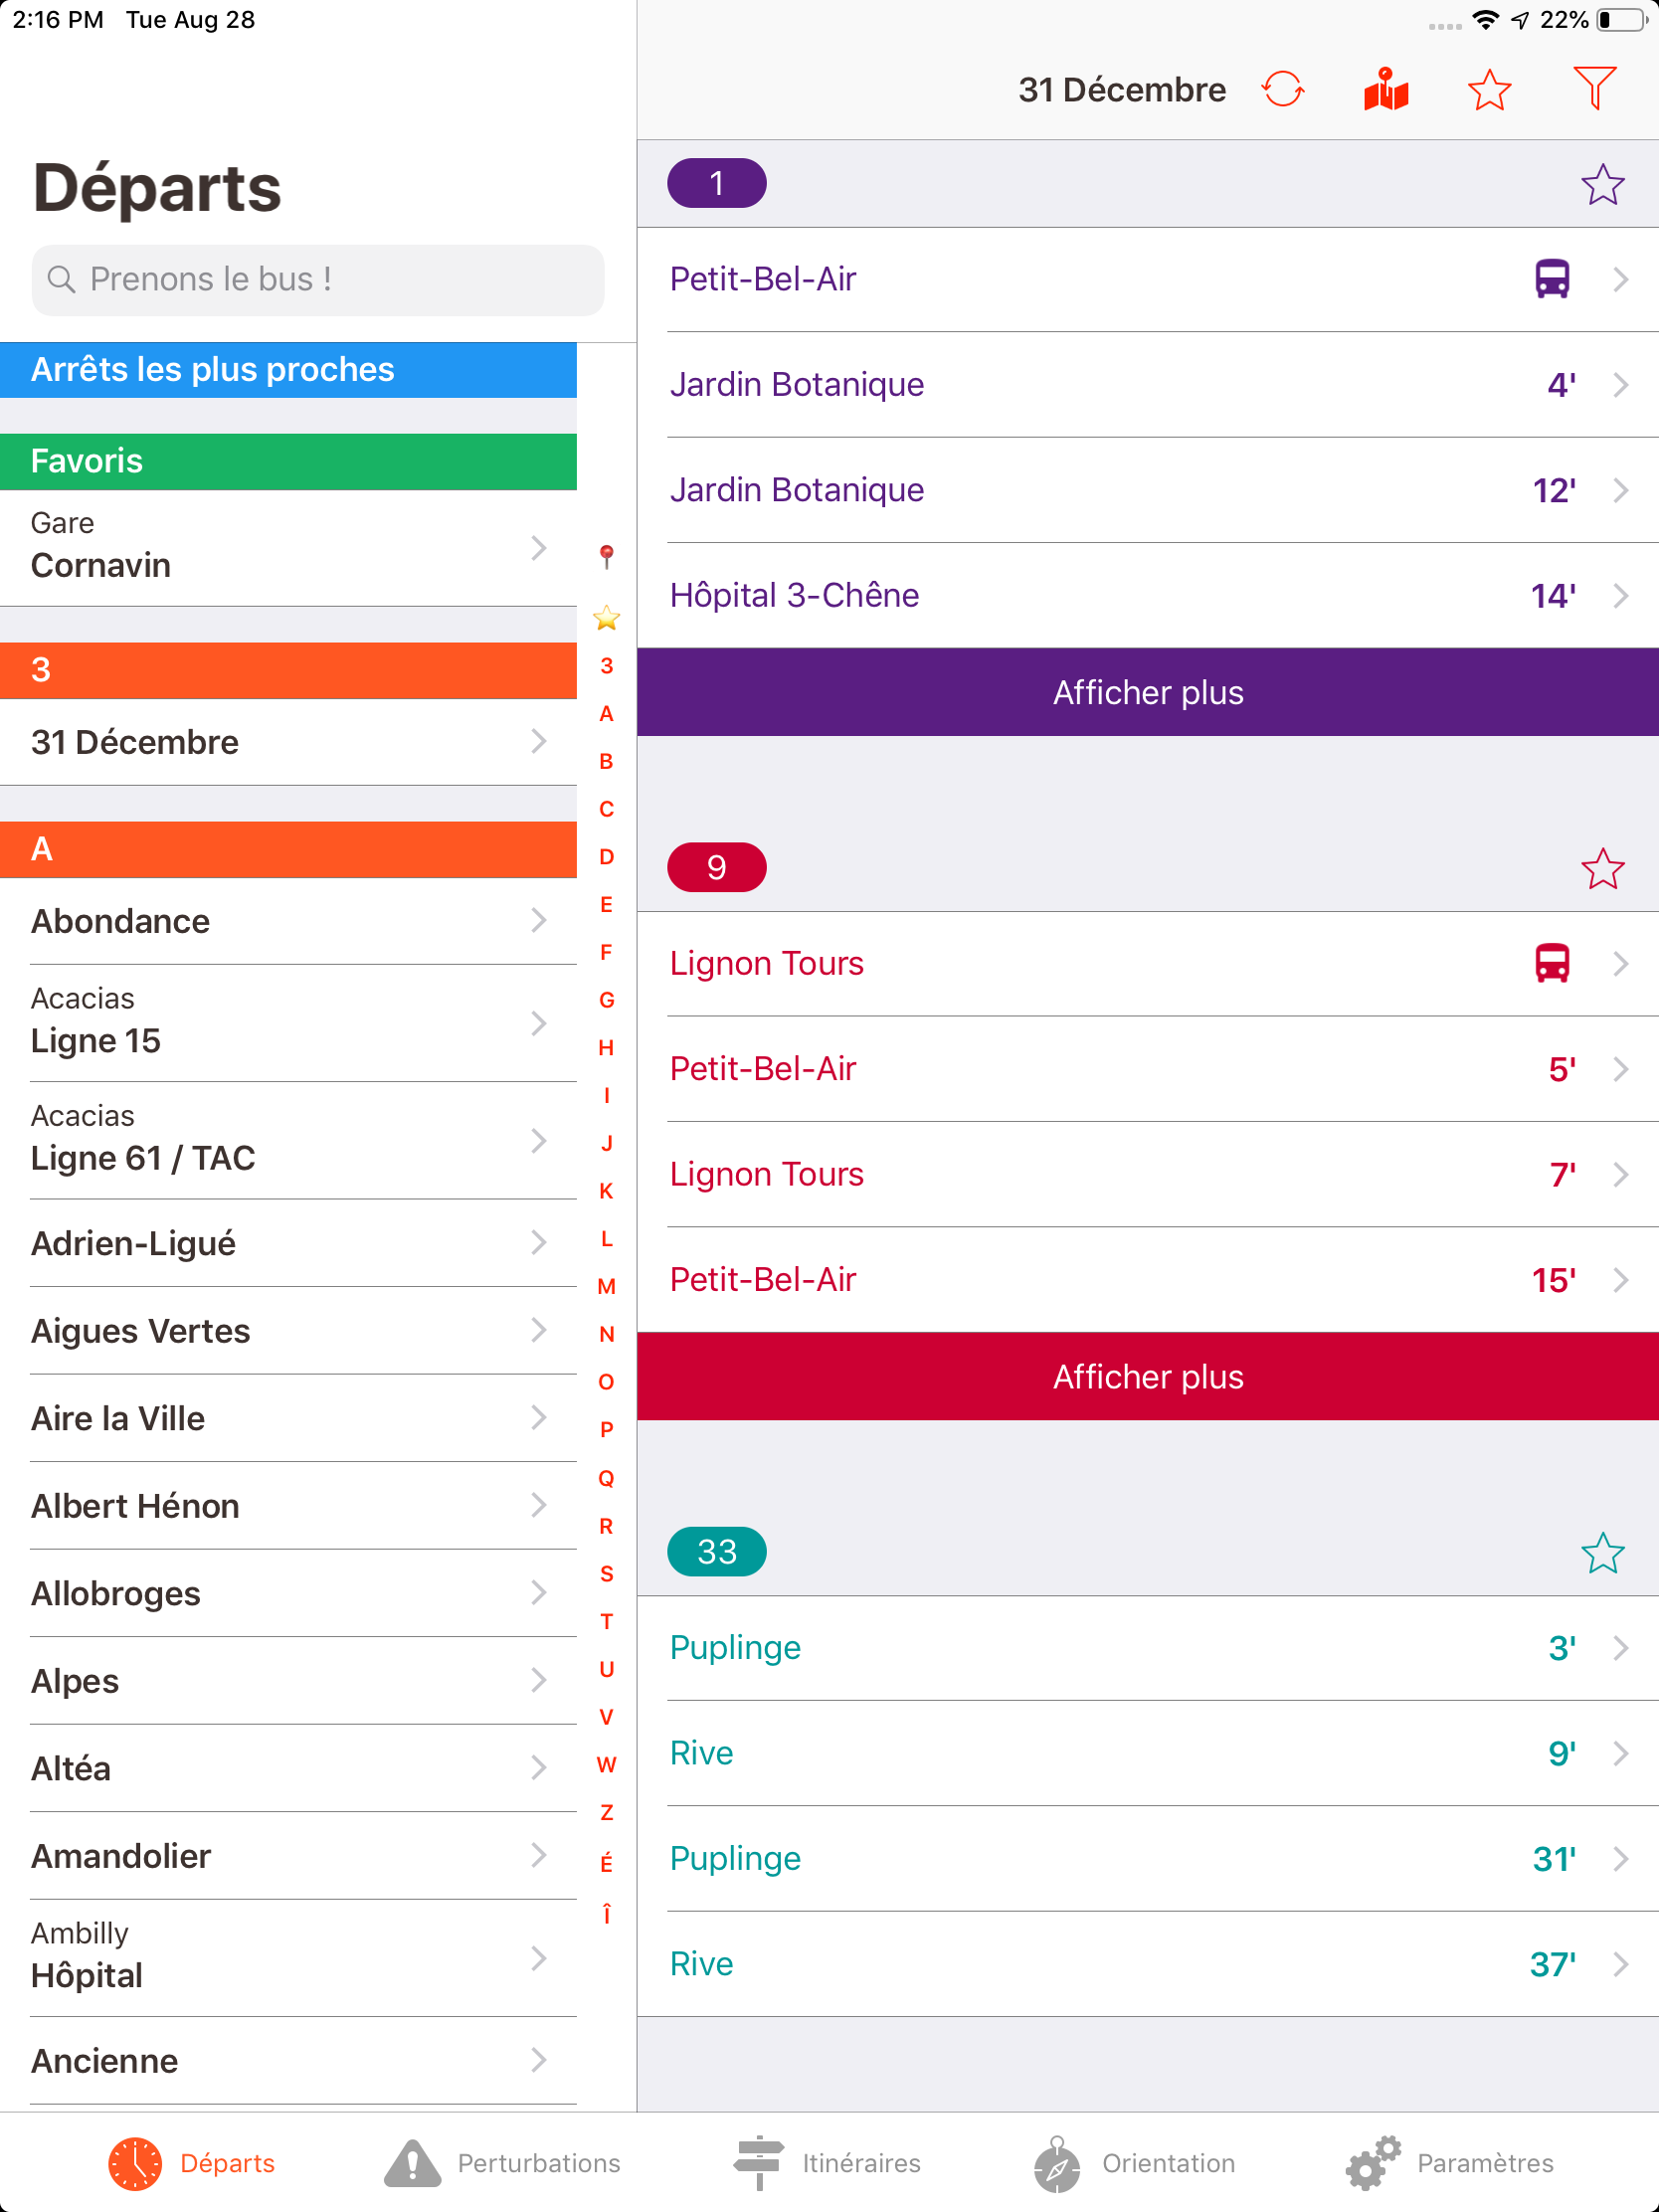 2:16 PM Tue Aug 28
22%
Départs
Prenons le bus !
Arrêts les plus proches
Favoris
Gare
Cornavin
3
31 Décembre
A
Abondance
Acacias
Ligne 15
Acacias
Ligne 61 / TAC
Adrien-Ligué
Aigues Vertes
Aire la Ville
Albert Hénon
Allobroges
Alpes
Altéa
Amandolier
Ambilly
Hôpital
Ancienne
3
A
B
C
D
E
F
G
H
I
J
K
L
M
N
O
P
Q
R
S
T
U
V
W
Z
É
Î
31 Décembre
1
Petit-Bel-Air
Jardin Botanique 4'
Jardin Botanique 12'
Hôpital 3-Chêne 14'
Afficher plus
9
Lignon Tours
Petit-Bel-Air 5'
Lignon Tours 7'
Petit-Bel-Air 15'
Afficher plus
33
Puplinge 3'
Rive 9'
Puplinge 31'
Rive 37'
Départs Perturbations Itinéraires Orientation Paramètres